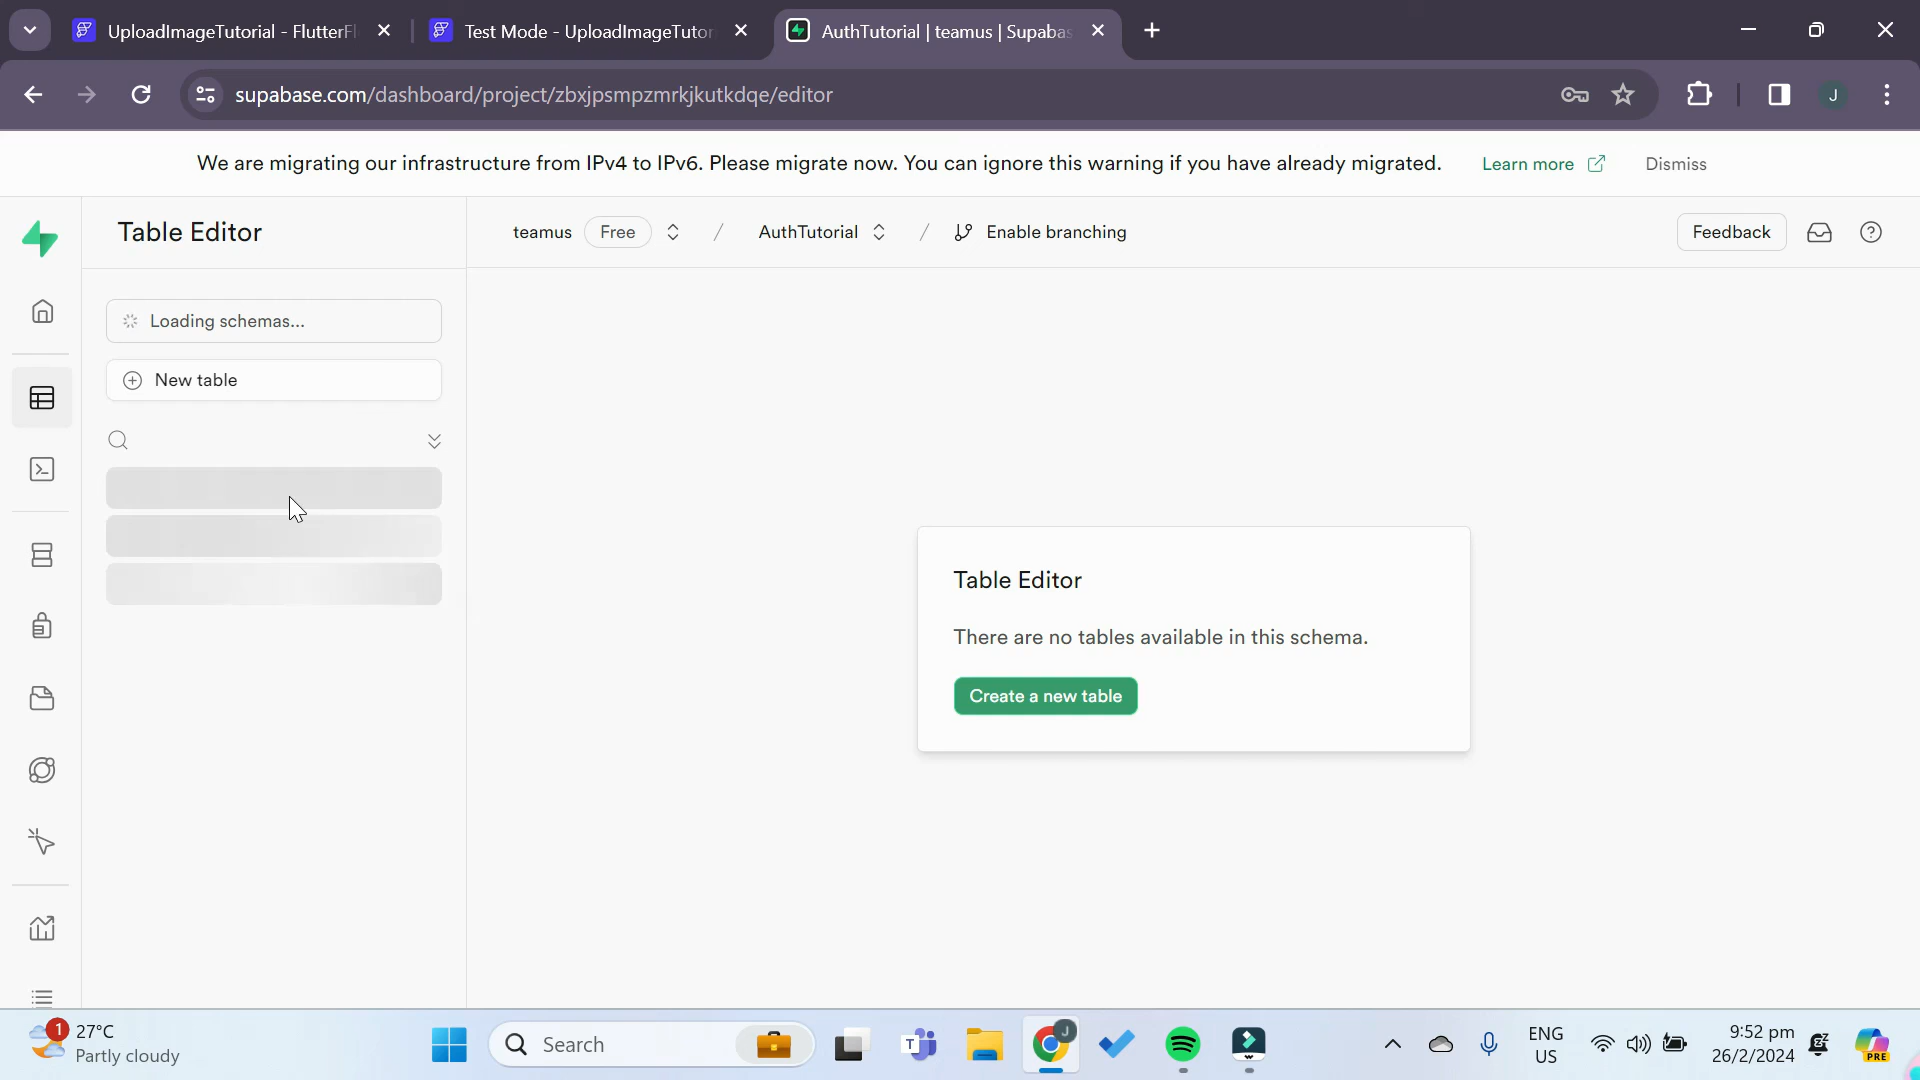 UploadImageTutorial - FlutterFl
Test Mode - UploadImageTutor
AuthTutorial | teamus | Supabas
supabase.com/dashboard/project/zbxjpsmpzmrkjkutkdqe/editor
J
We are migrating our infrastructure from IPv4 to IPv6. Please migrate now. You can ignore this warning if you have already migrated.
Learn more
Dismiss
Table Editor
teamus
Free
/
AuthTutorial
/
Enable branching
Feedback
Loading schemas...
New table
Table Editor
There are no tables available in this schema.
Create a new table
1
27°C
Partly cloudy
Search
T
J
ENG
US
9:52 pm
26/2/2024
PRE